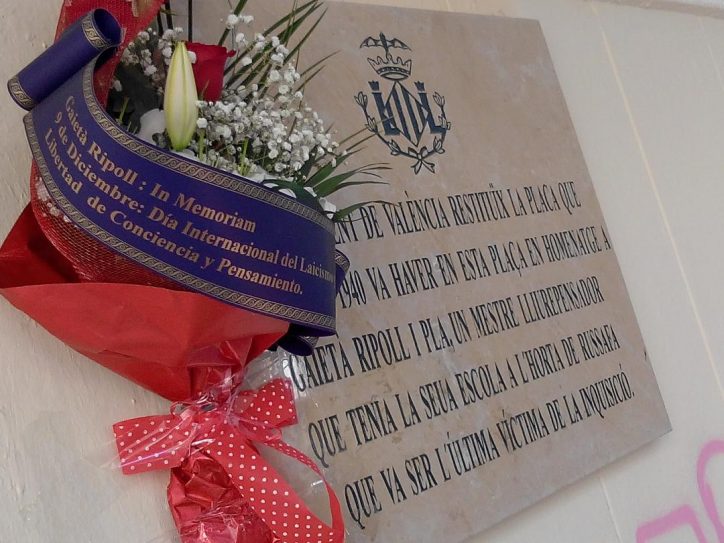 Gaietà Ripoll : In Memoriam
9 de Diciembre: Día Internacional del Laicismo
Libertad de Conciencia y Pensamiento.
DE VALÈNCIA RESTITÜIX LA PLACA QUE
1940 VA HAVER EN ESTA PLAÇA EN HOMENATGE A
GAIETÀ RIPOLL I PLA, UN MESTRE LLIUREPENSADOR
QUE TENIA LA SEUA ESCOLA A L'HORTA DE RUSSAFA
QUE VA SER L'ÚLTIMA VÍCTIMA DE LA INQUISICIÓ.